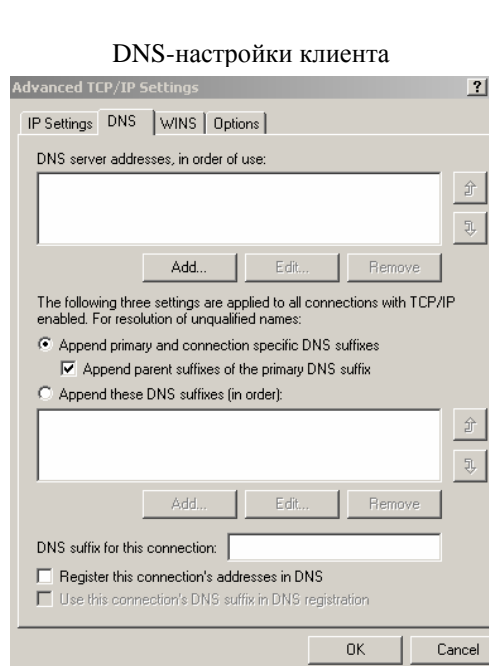 DNS-настройки клиента
Advanced TCP/IP Settings
?
IP Settings DNS WINS Options
DNS server addresses, in order of use:
Add... Edit... Remove
The following three settings are applied to all connections with TCP/IP
enabled. For resolution of unqualified names:
Append primary and connection specific DNS suffixes
Append parent suffixes of the primary DNS suffix
Append these DNS suffixes (in order):
Add... Edit... Remove
DNS suffix for this connection:
Register this connection's addresses in DNS
Use this connection's DNS suffix in DNS registration
OK Cancel